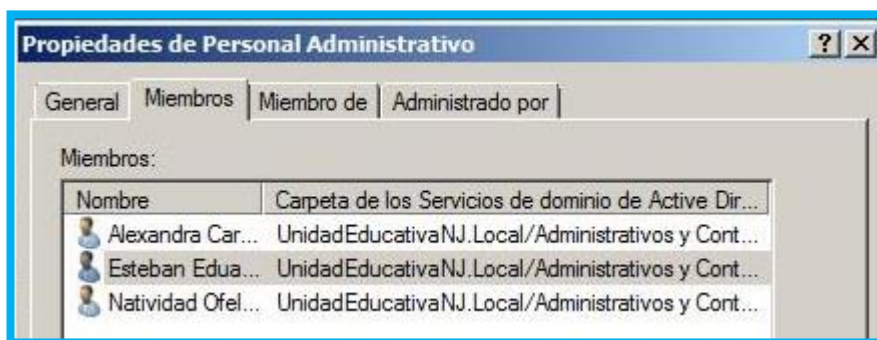 Propiedades de Personal Administrativo ? X
General Miembros Miembro de Administrado por
Miembros:
Nombre Carpeta de los Servicios de dominio de Active Dir...
Alexandra Car... UnidadEducativaNJ.Local/Administrativos y Cont...
Esteban Edua... UnidadEducativaNJ.Local/Administrativos y Cont...
Natividad Ofel... UnidadEducativaNJ.Local/Administrativos y Cont...